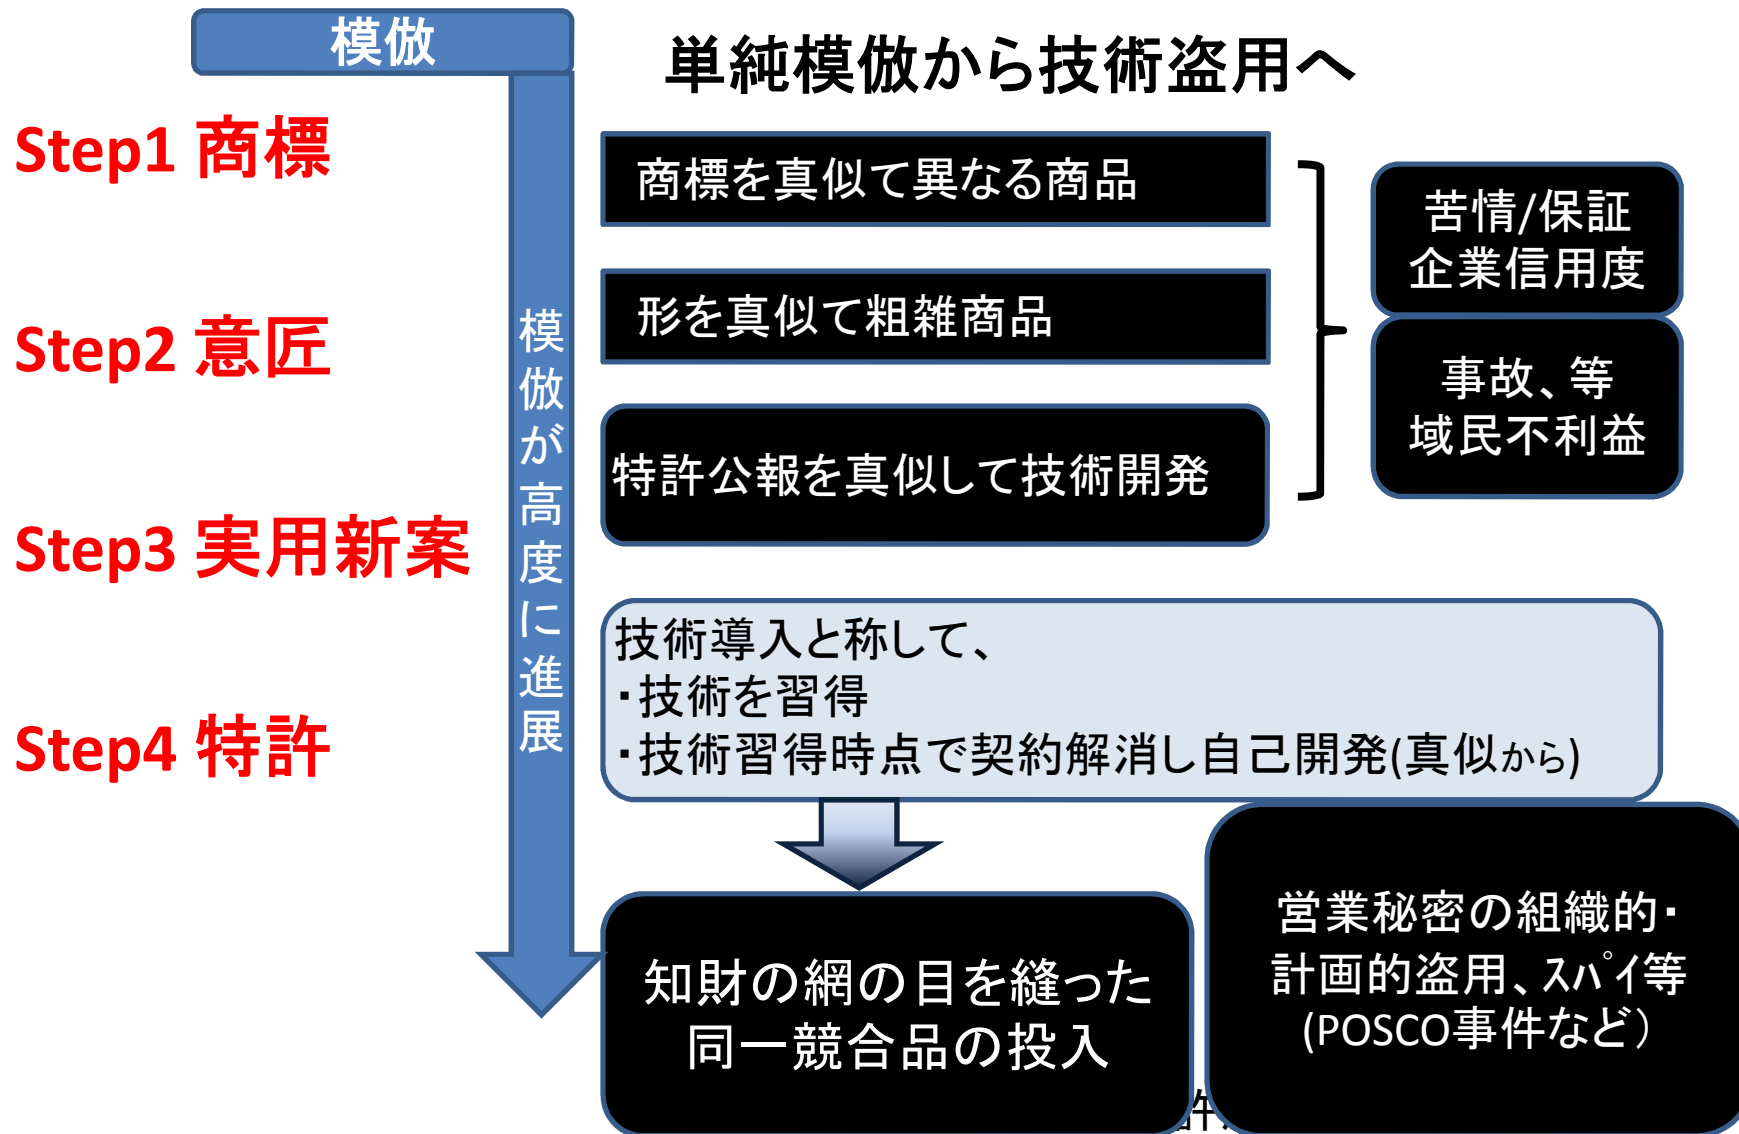 模倣
単純模倣から技術盗用へ
Step1 商標
商標を真似て異なる商品
苦情/保証
企業信用度
Step2 意匠
形を真似て粗雑商品
事故、等
域民不利益
模倣が高度に進展
特許公報を真似して技術開発
Step3 実用新案
技術導入と称して、
・技術を習得
・技術習得時点で契約解消し自己開発(真似から)
Step4 特許
知財の網の目を縫った
同一競合品の投入
営業秘密の組織的・
計画的盗用、ｽﾊﾟｲ等
(POSCO事件など）